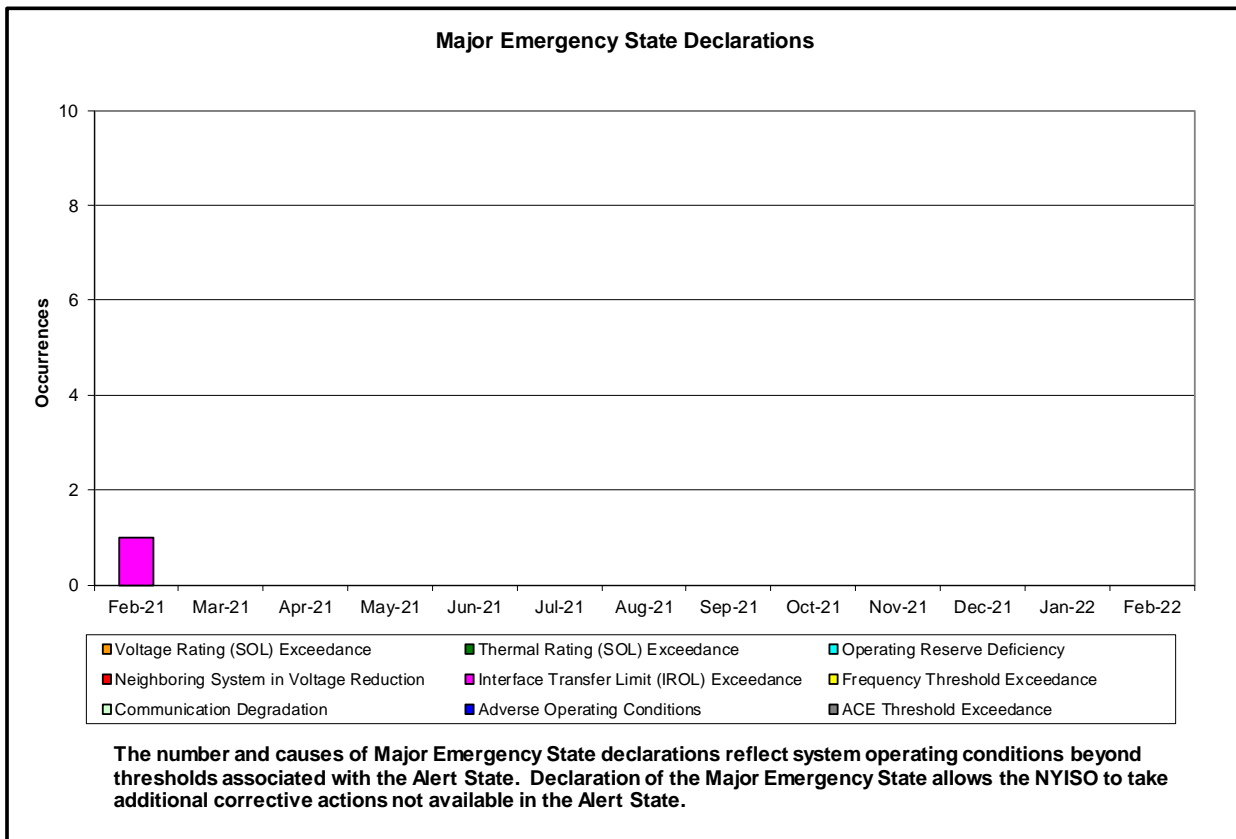 Major Emergency State Declarations
Occurrences
10
8
6
4
2
0
Feb-21 Mar-21 Apr-21 May-21 Jun-21 Jul-21 Aug-21 Sep-21 Oct-21 Nov-21 Dec-21 Jan-22 Feb-22
Voltage Rating (SOL) Exceedance Thermal Rating (SOL) Exceedance Operating Reserve Deficiency
Neighboring System in Voltage Reduction Interface Transfer Limit (IROL) Exceedance Frequency Threshold Exceedance
Communication Degradation Adverse Operating Conditions ACE Threshold Exceedance
The number and causes of Major Emergency State declarations reflect system operating conditions beyond
thresholds associated with the Alert State. Declaration of the Major Emergency State allows the NYISO to take
additional corrective actions not available in the Alert State.